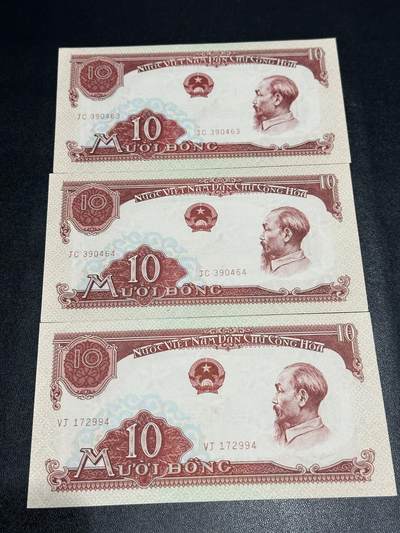 10 NƯỚC VIỆT NAM DÂN CHỦ CỘNG HÒA 10
JC 390463
10 JC 390463
MƯỜI ĐỒNG
10 NƯỚC VIỆT NAM DÂN CHỦ CỘNG HÒA 10
JC 390464
10 JC 390464
MƯỜI ĐỒNG
10 NƯỚC VIỆT NAM DÂN CHỦ CỘNG HÒA 10
VJ 172994
10 VJ 172994
MƯỜI ĐỒNG